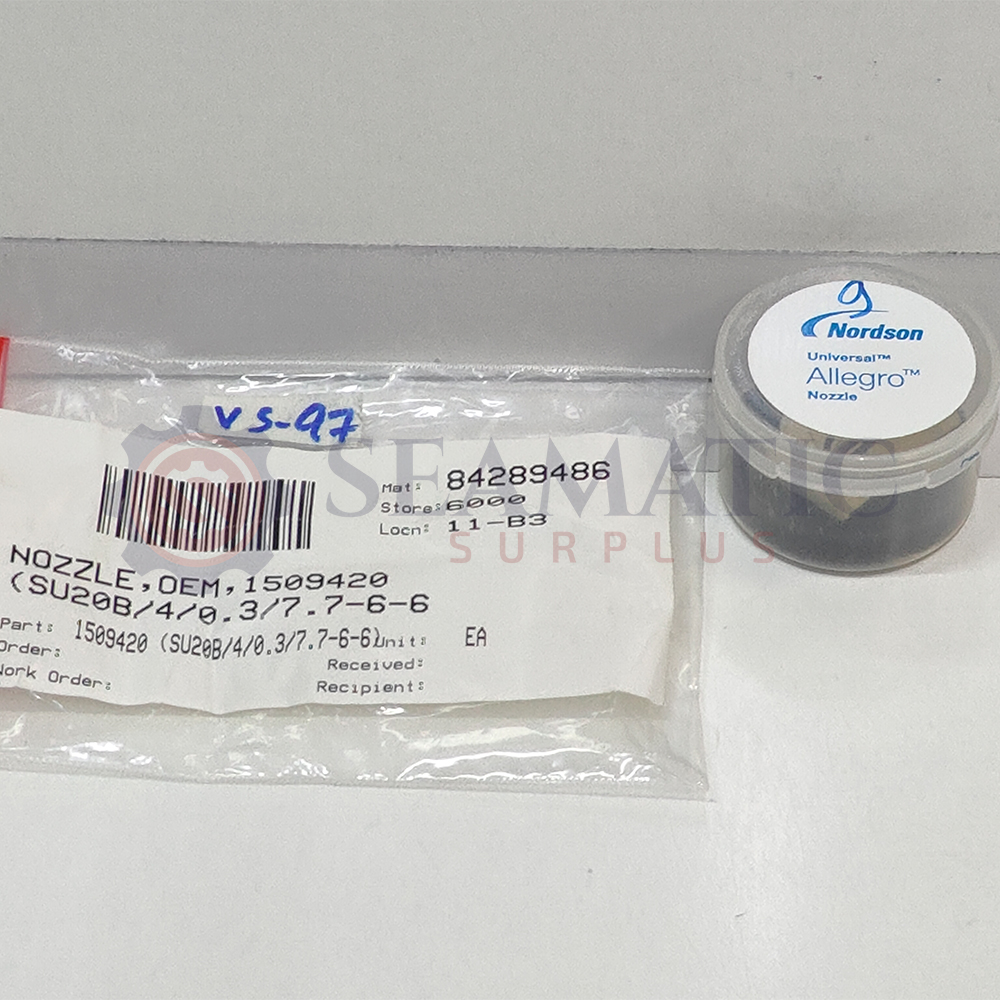 VS-97
Mat: 84289486
Store: 6000
Locn: 11-B3
NOZZLE,OEM,1509420
(SU20B/4/0.3/7.7-6-6
Part: 1509420 (SU20B/4/0.3/7.7-6-6) Unit: EA
Order:
Received:
Work Order:
Recipient:
9
Nordson
Universal™
Allegro™
Nozzle
SEAMATIC
SURPLUS